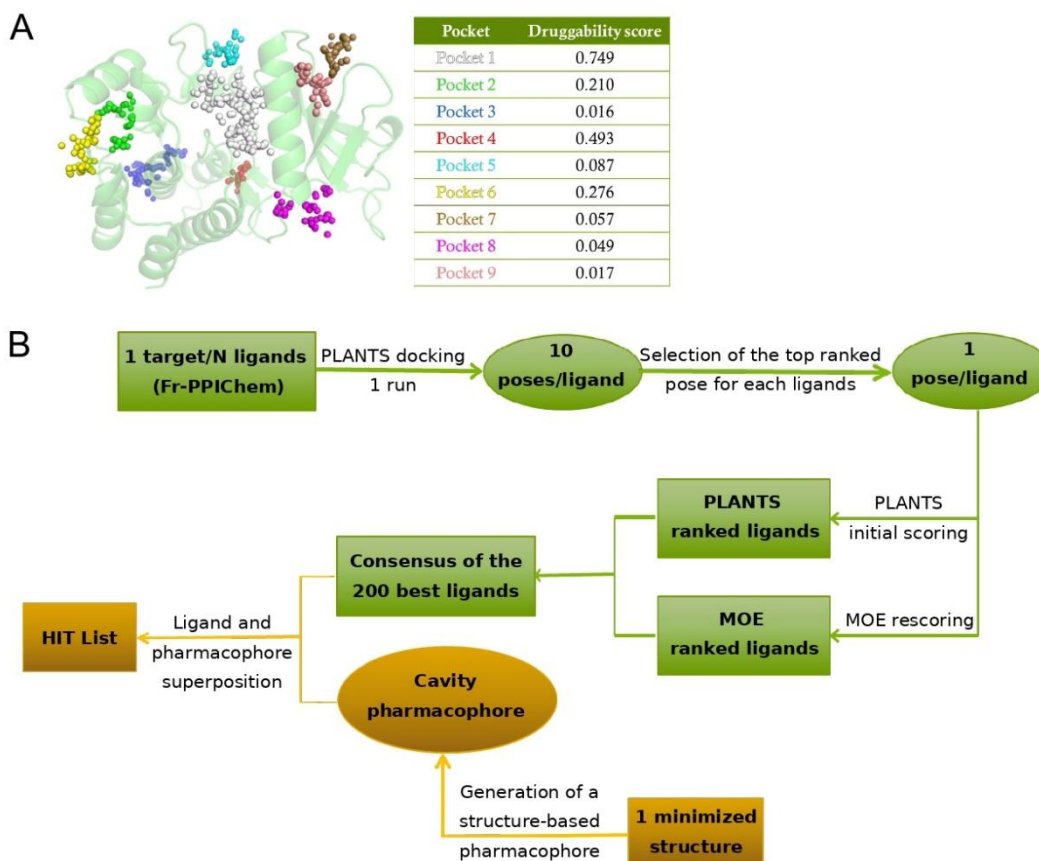 A
Pocket Druggability score
Pocket 1 0.749
Pocket 2 0.210
Pocket 3 0.016
Pocket 4 0.493
Pocket 5 0.087
Pocket 6 0.276
Pocket 7 0.057
Pocket 8 0.049
Pocket 9 0.017
B
1 target/N ligands
(Fr-PPIChem)
PLANTS docking
1 run
10
poses/ligand
Selection of the top ranked
pose for each ligands
1
pose/ligand
PLANTS
ranked ligands
PLANTS
initial scoring
Consensus of the
200 best ligands
MOE
ranked ligands
MOE rescoring
HIT List
Ligand and
pharmacophore
superposition
Cavity
pharmacophore
Generation of a
structure-based
pharmacophore
1 minimized
structure